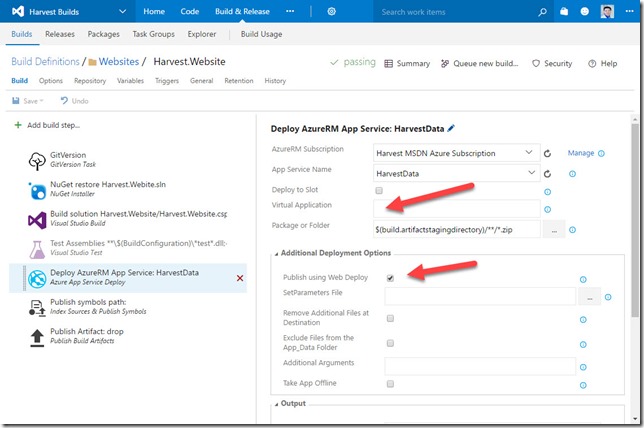 Harvest Builds
Home Code Build & Release Search work items
Builds Releases Packages Task Groups Explorer Build Usage
Build Definitions / Websites / Harvest.Website passing Summary Queue new build... Security Help
Build Options Repository Variables Triggers General Retention History
Save Undo
Add build step...
GitVersion
GitVersion Task
NuGet restore Harvest.Webite.sln
NuGet Installer
Build solution Harvest.Website/Harvest.Website.csp
Visual Studio Build
Test Assemblies **\$(BuildConfiguration)\*test*.dll;-
Visual Studio Test
Deploy AzureRM App Service: HarvestData
Azure App Service Deploy
Publish symbols path:
Index Sources & Publish Symbols
Publish Artifact: drop
Publish Build Artifacts
Deploy AzureRM App Service: HarvestData
AzureRM Subscription Harvest MSDN Azure Subscription Manage
App Service Name HarvestData
Deploy to Slot
Virtual Application
Package or Folder $(build.artifactstagingdirectory)/**/*.zip ...
Additional Deployment Options
Publish using Web Deploy
SetParameters File ...
Remove Additional Files at
Destination
Exclude Files from the
App_Data Folder
Additional Arguments
Take App Offline
Output